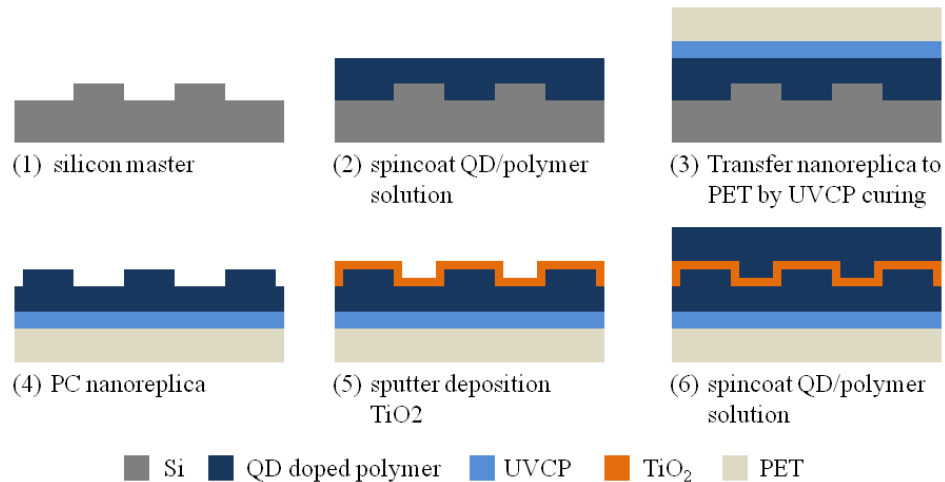 (1) silicon master
(2) spincoat QD/polymer
solution
(3) Transfer nanoreplica to
PET by UVCP curing
(4) PC nanoreplica
(5) sputter deposition
TiO2
(6) spincoat QD/polymer
solution
Si
QD doped polymer
UVCP
TiO₂
PET